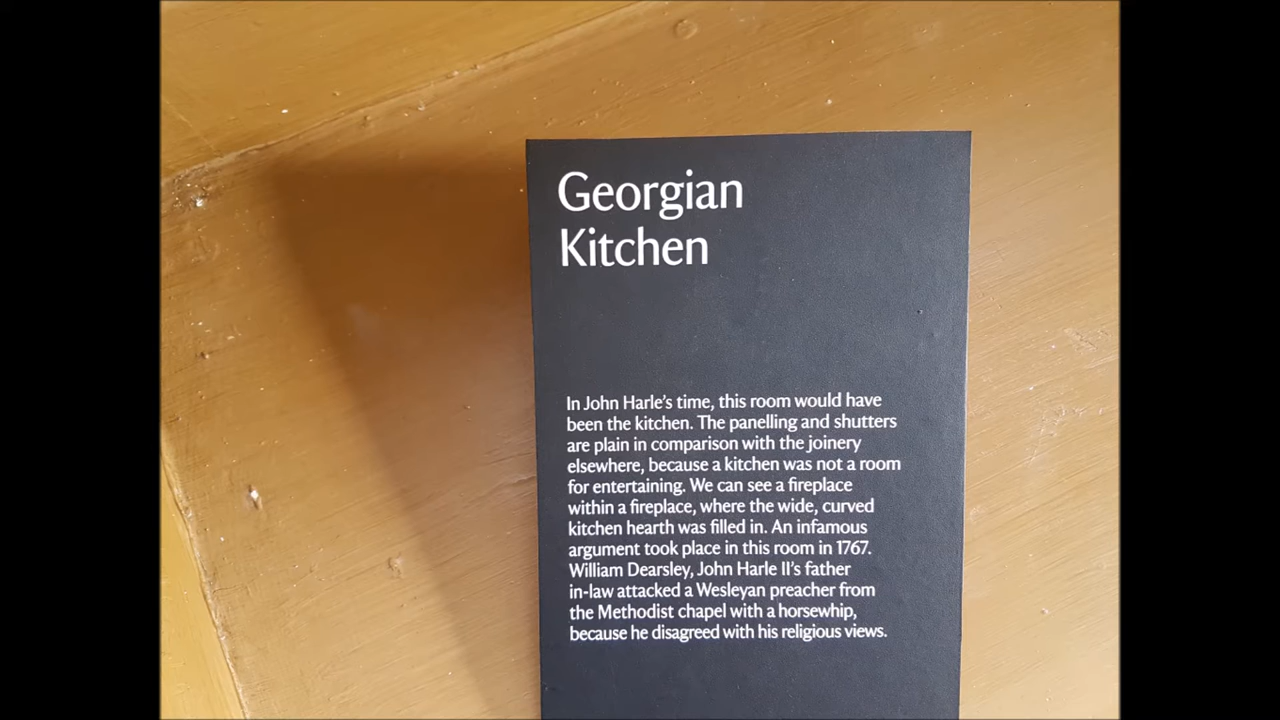 Georgian
Kitchen
In John Harle’s time, this room would have
been the kitchen. The panelling and shutters
are plain in comparison with the joinery
elsewhere, because a kitchen was not a room
for entertaining. We can see a fireplace
within a fireplace, where the wide, curved
kitchen hearth was filled in. An infamous
argument took place in this room in 1767.
William Dearsley, John Harle II’s father
in-law attacked a Wesleyan preacher from
the Methodist chapel with a horsewhip,
because he disagreed with his religious views.